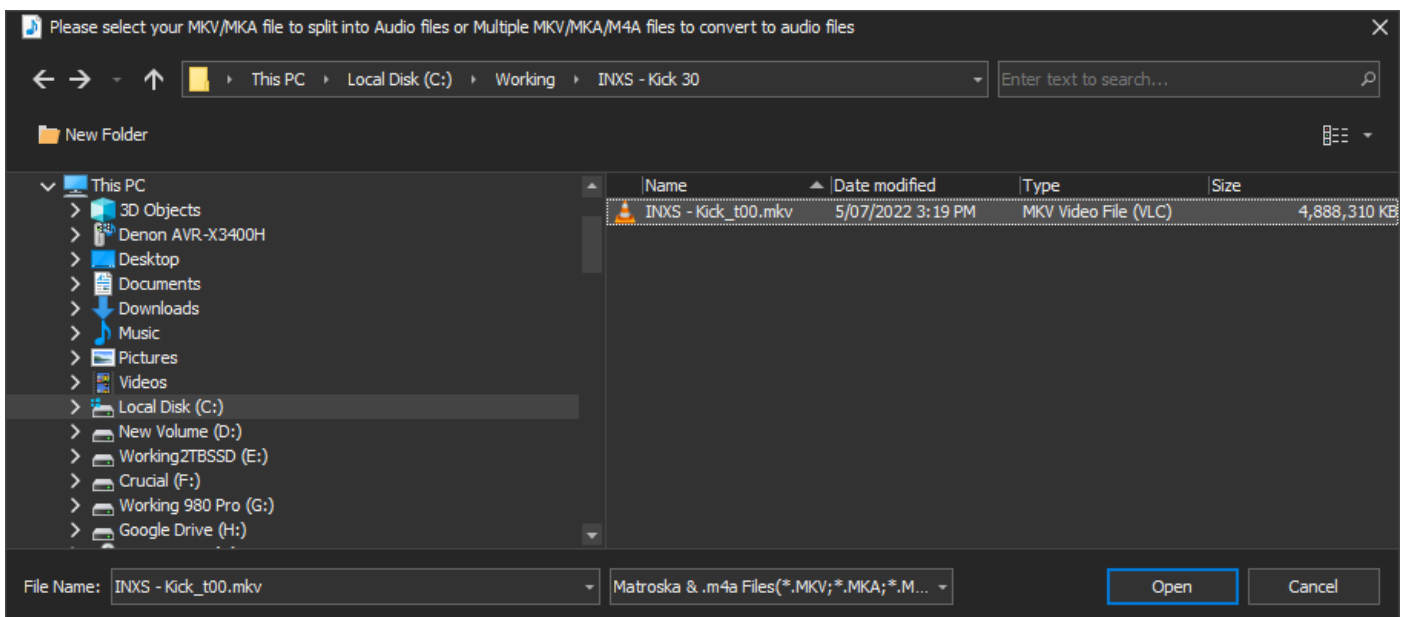 Please select your MKV/MKA file to split into Audio files or Multiple MKV/MKA/M4A files to convert to audio files
This PC Local Disk (C:) Working INXS - Kick 30
Enter text to search...
New Folder
This PC
3D Objects
Denon AVR-X3400H
Desktop
Documents
Downloads
Music
Pictures
Videos
Local Disk (C:)
New Volume (D:)
Working2TBSSD (E:)
Crucial (F:)
Working 980 Pro (G:)
Google Drive (H:)
Name Date modified Type Size
INXS - Kick_t00.mkv 5/07/2022 3:19 PM MKV Video File (VLC) 4,888,310 KB
File Name: INXS - Kick_t00.mkv Matroska & .m4a Files(*.MKV;*.MKA;*.M... Open Cancel